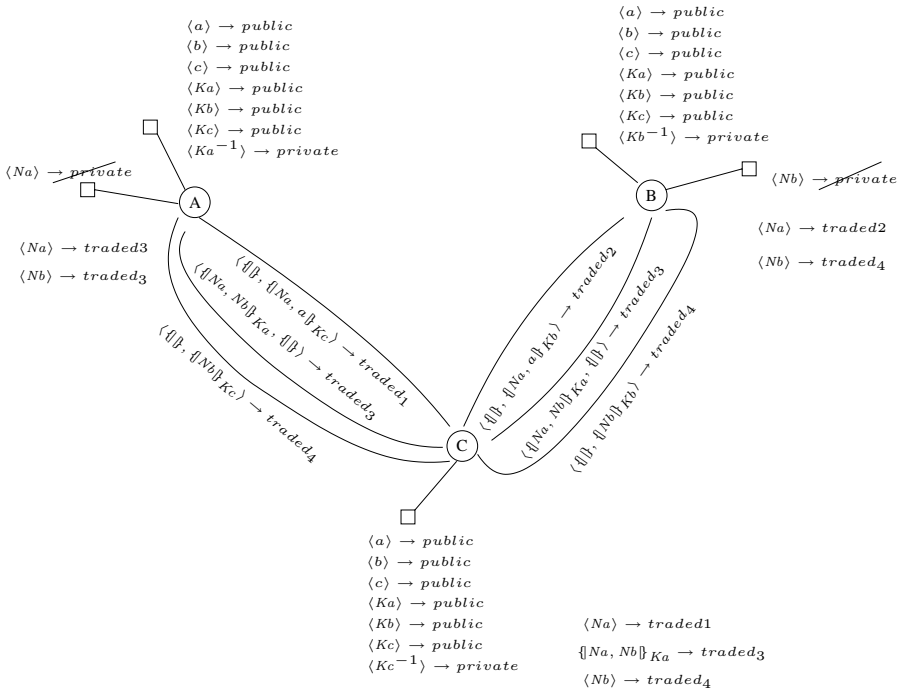 ⟨a⟩ → public
⟨b⟩ → public
⟨c⟩ → public
⟨Ka⟩ → public
⟨Kb⟩ → public
⟨Kc⟩ → public
⟨Ka⁻¹⟩ → private
⟨a⟩ → public
⟨b⟩ → public
⟨c⟩ → public
⟨Ka⟩ → public
⟨Kb⟩ → public
⟨Kc⟩ → public
⟨Kb⁻¹⟩ → private
⟨Na⟩ → private
A
B
⟨Nb⟩ → private
⟨Na⟩ → traded3
⟨Nb⟩ → traded₃
⟨Na⟩ → traded2
⟨Nb⟩ → traded₄
⟨{||}, {|Na, a|}Kc⟩ → traded₁
⟨{|Na, Nb|}Ka, {||}⟩ → traded₃
⟨{||}, {|Nb|}Kc⟩ → traded₄
⟨{||}, {|Na, a|}Kb⟩ → traded₂
⟨{|Na, Nb|}Ka, {||}⟩ → traded₃
⟨{||}, {|Nb|}Kb⟩ → traded₄
C
⟨a⟩ → public
⟨b⟩ → public
⟨c⟩ → public
⟨Ka⟩ → public
⟨Kb⟩ → public
⟨Kc⟩ → public
⟨Kc⁻¹⟩ → private
⟨Na⟩ → traded1
{|Na, Nb|}Ka → traded₃
⟨Nb⟩ → traded₄